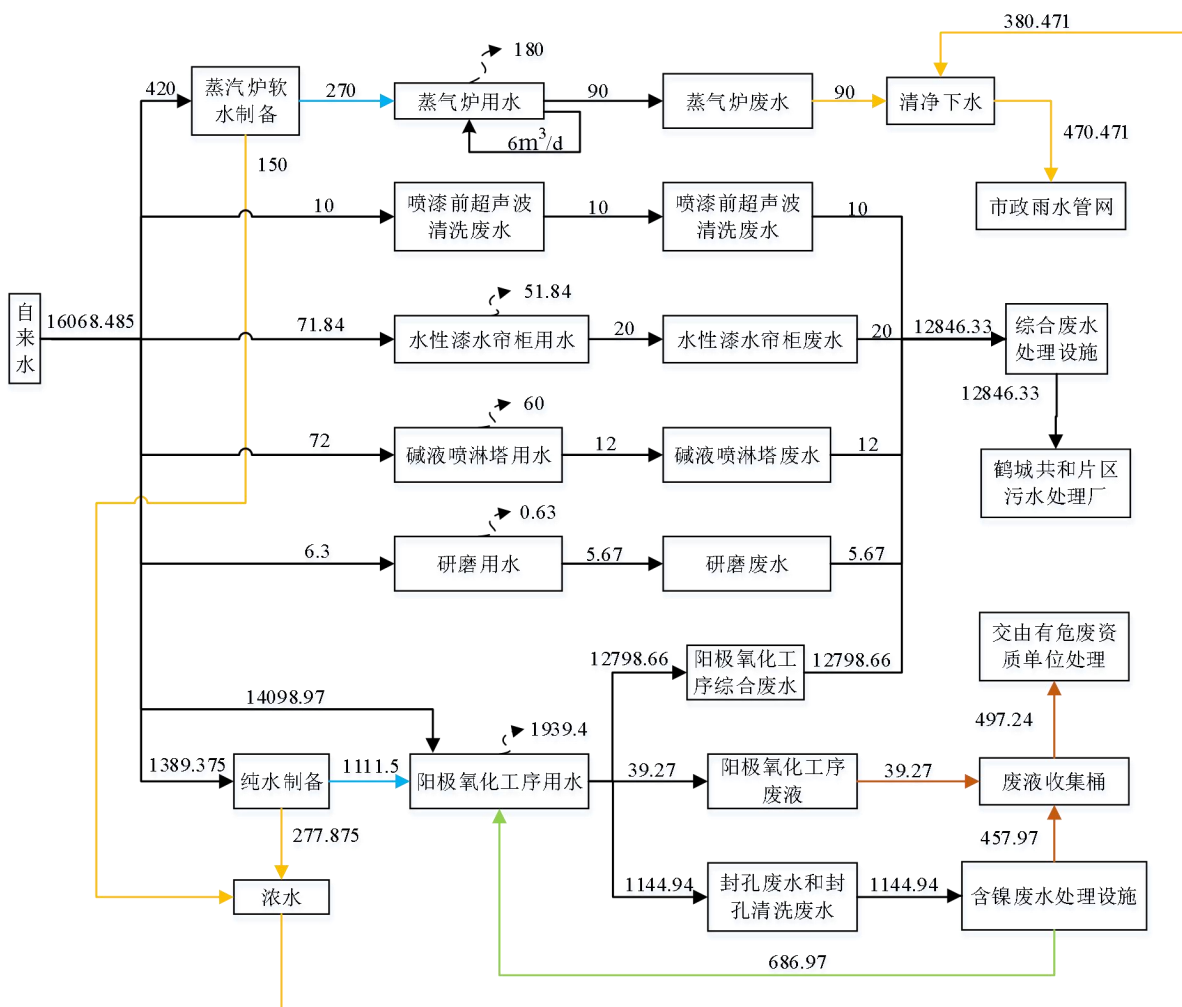 380.471
180
420
蒸汽炉软
水制备
270
蒸气炉用水
90
蒸气炉废水
90
清净下水
6m³/d
150
470.471
市政雨水管网
10
喷漆前超声波
清洗废水
10
喷漆前超声波
清洗废水
10
自
来
水
16068.485
51.84
71.84
水性漆水帘柜用水
20
水性漆水帘柜废水
20
12846.33
综合废水
处理设施
12846.33
60
72
碱液喷淋塔用水
12
碱液喷淋塔废水
12
鹤城共和片区
污水处理厂
0.63
6.3
研磨用水
5.67
研磨废水
5.67
12798.66
阳极氧化工
序综合废水
12798.66
交由有危废资
质单位处理
14098.97
1939.4
497.24
1389.375
纯水制备
1111.5
阳极氧化工序用水
39.27
阳极氧化工序
废液
39.27
废液收集桶
277.875
457.97
浓水
1144.94
封孔废水和封
孔清洗废水
1144.94
含镍废水处理设施
686.97